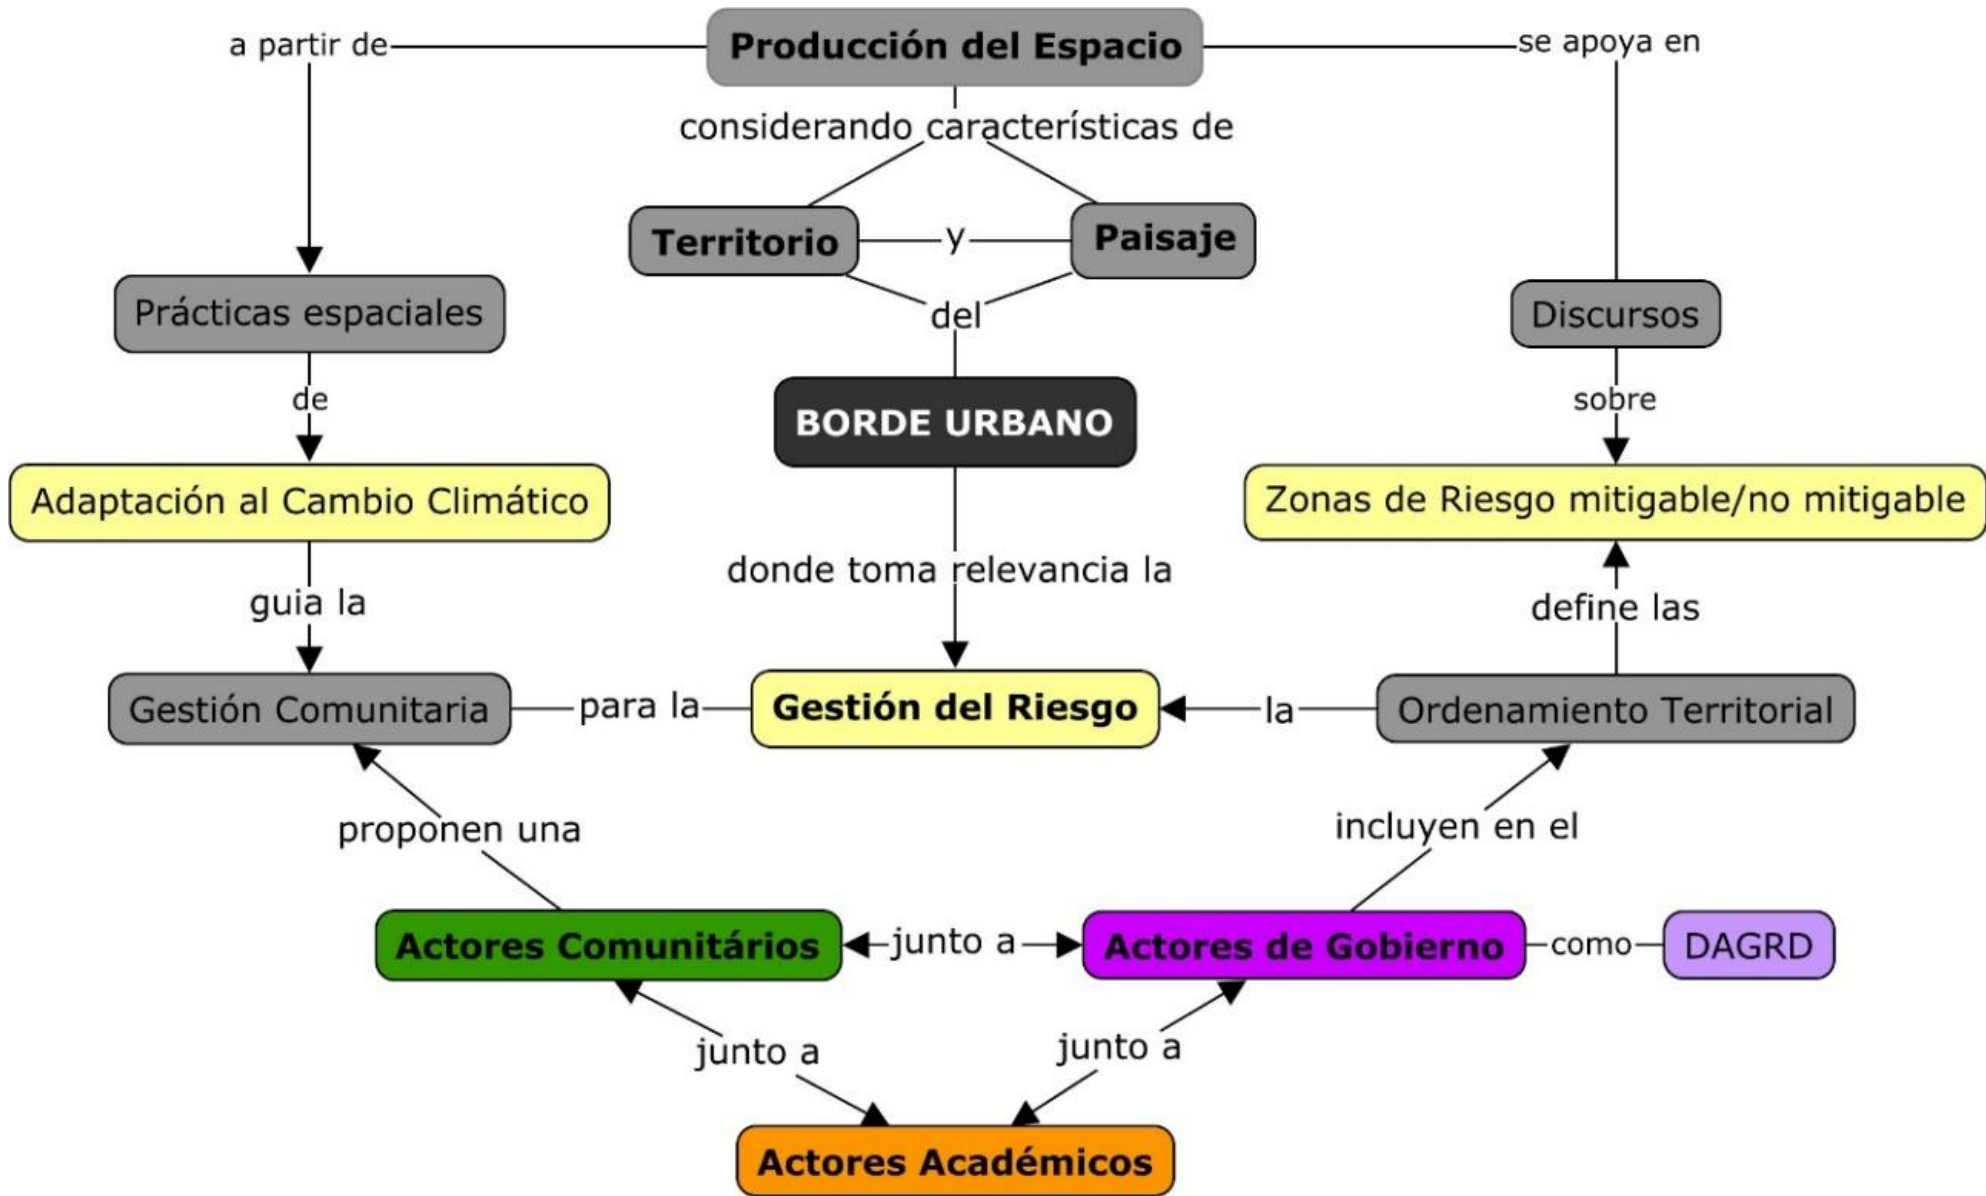 Producción del Espacio
a partir de
se apoya en
considerando características de
Territorio
y
Paisaje
Prácticas espaciales
del
Discursos
de
BORDE URBANO
sobre
Adaptación al Cambio Climático
Zonas de Riesgo mitigable/no mitigable
donde toma relevancia la
guia la
define las
Gestión Comunitaria
para la
Gestión del Riesgo
la
Ordenamiento Territorial
proponen una
incluyen en el
Actores Comunitários
junto a
Actores de Gobierno
como
DAGRD
junto a
junto a
Actores Académicos